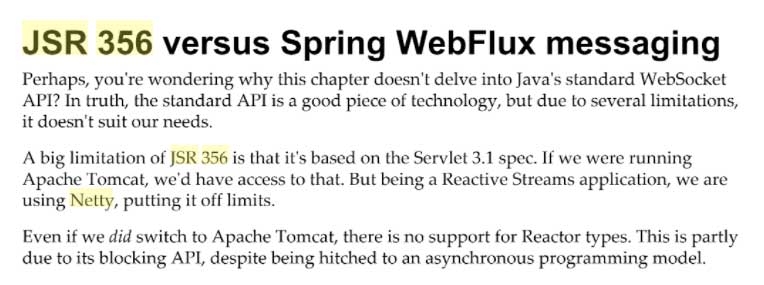 JSR 356 versus Spring WebFlux messaging
Perhaps, you're wondering why this chapter doesn't delve into Java's standard WebSocket
API? In truth, the standard API is a good piece of technology, but due to several limitations,
it doesn't suit our needs.
A big limitation of JSR 356 is that it's based on the Servlet 3.1 spec. If we were running
Apache Tomcat, we'd have access to that. But being a Reactive Streams application, we are
using Netty, putting it off limits.
Even if we did switch to Apache Tomcat, there is no support for Reactor types. This is partly
due to its blocking API, despite being hitched to an asynchronous programming model.